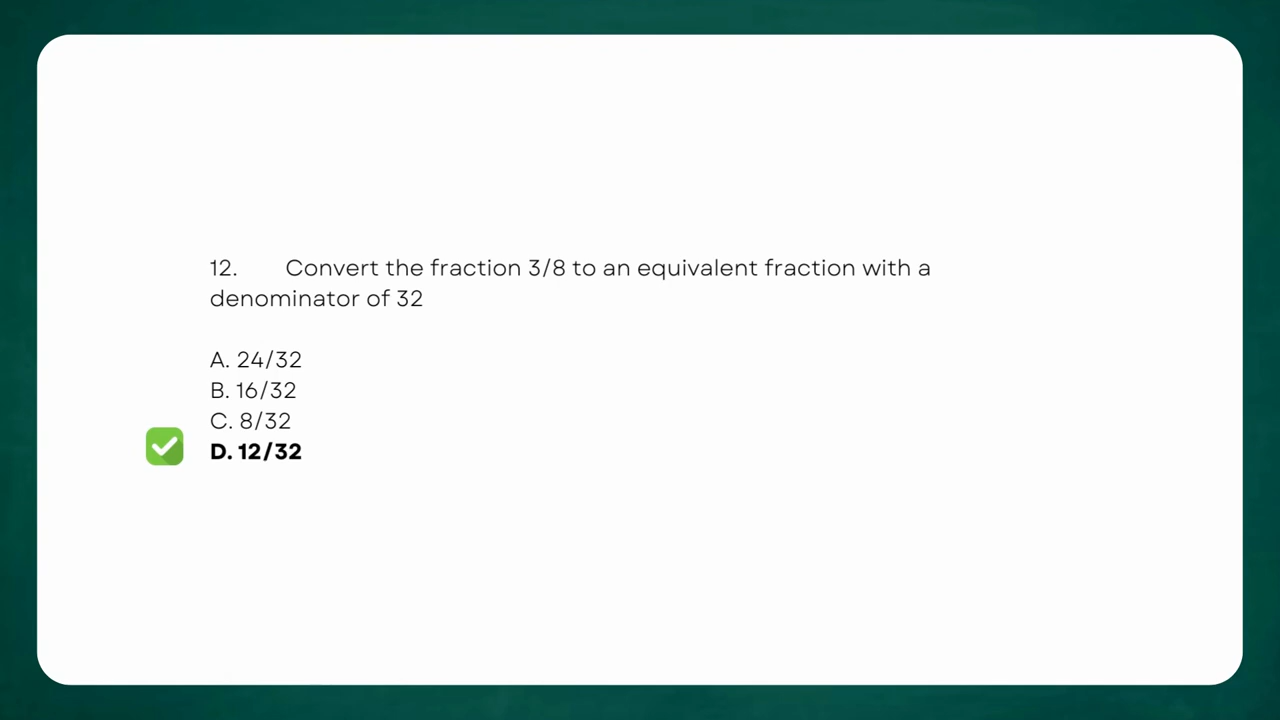 12. Convert the fraction 3/8 to an equivalent fraction with a
denominator of 32
A. 24/32
B. 16/32
C. 8/32
D. 12/32